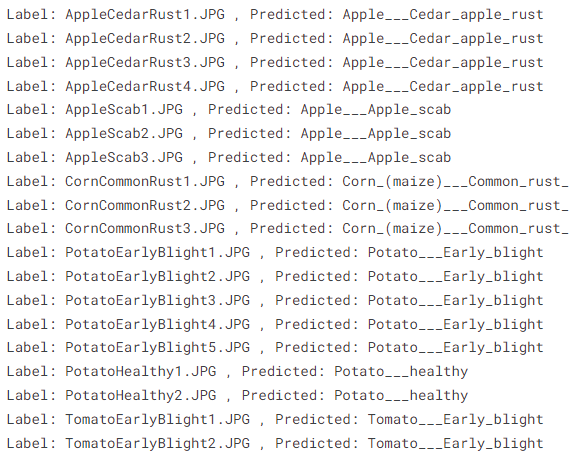 Label: AppleCedarRust1.JPG , Predicted: Apple___Cedar_apple_rust
Label: AppleCedarRust2.JPG , Predicted: Apple___Cedar_apple_rust
Label: AppleCedarRust3.JPG , Predicted: Apple___Cedar_apple_rust
Label: AppleCedarRust4.JPG , Predicted: Apple___Cedar_apple_rust
Label: AppleScab1.JPG , Predicted: Apple___Apple_scab
Label: AppleScab2.JPG , Predicted: Apple___Apple_scab
Label: AppleScab3.JPG , Predicted: Apple___Apple_scab
Label: CornCommonRust1.JPG , Predicted: Corn_(maize)___Common_rust_
Label: CornCommonRust2.JPG , Predicted: Corn_(maize)___Common_rust_
Label: CornCommonRust3.JPG , Predicted: Corn_(maize)___Common_rust_
Label: PotatoEarlyBlight1.JPG , Predicted: Potato___Early_blight
Label: PotatoEarlyBlight2.JPG , Predicted: Potato___Early_blight
Label: PotatoEarlyBlight3.JPG , Predicted: Potato___Early_blight
Label: PotatoEarlyBlight4.JPG , Predicted: Potato___Early_blight
Label: PotatoEarlyBlight5.JPG , Predicted: Potato___Early_blight
Label: PotatoHealthy1.JPG , Predicted: Potato___healthy
Label: PotatoHealthy2.JPG , Predicted: Potato___healthy
Label: TomatoEarlyBlight1.JPG , Predicted: Tomato___Early_blight
Label: TomatoEarlyBlight2.JPG , Predicted: Tomato___Early_blight